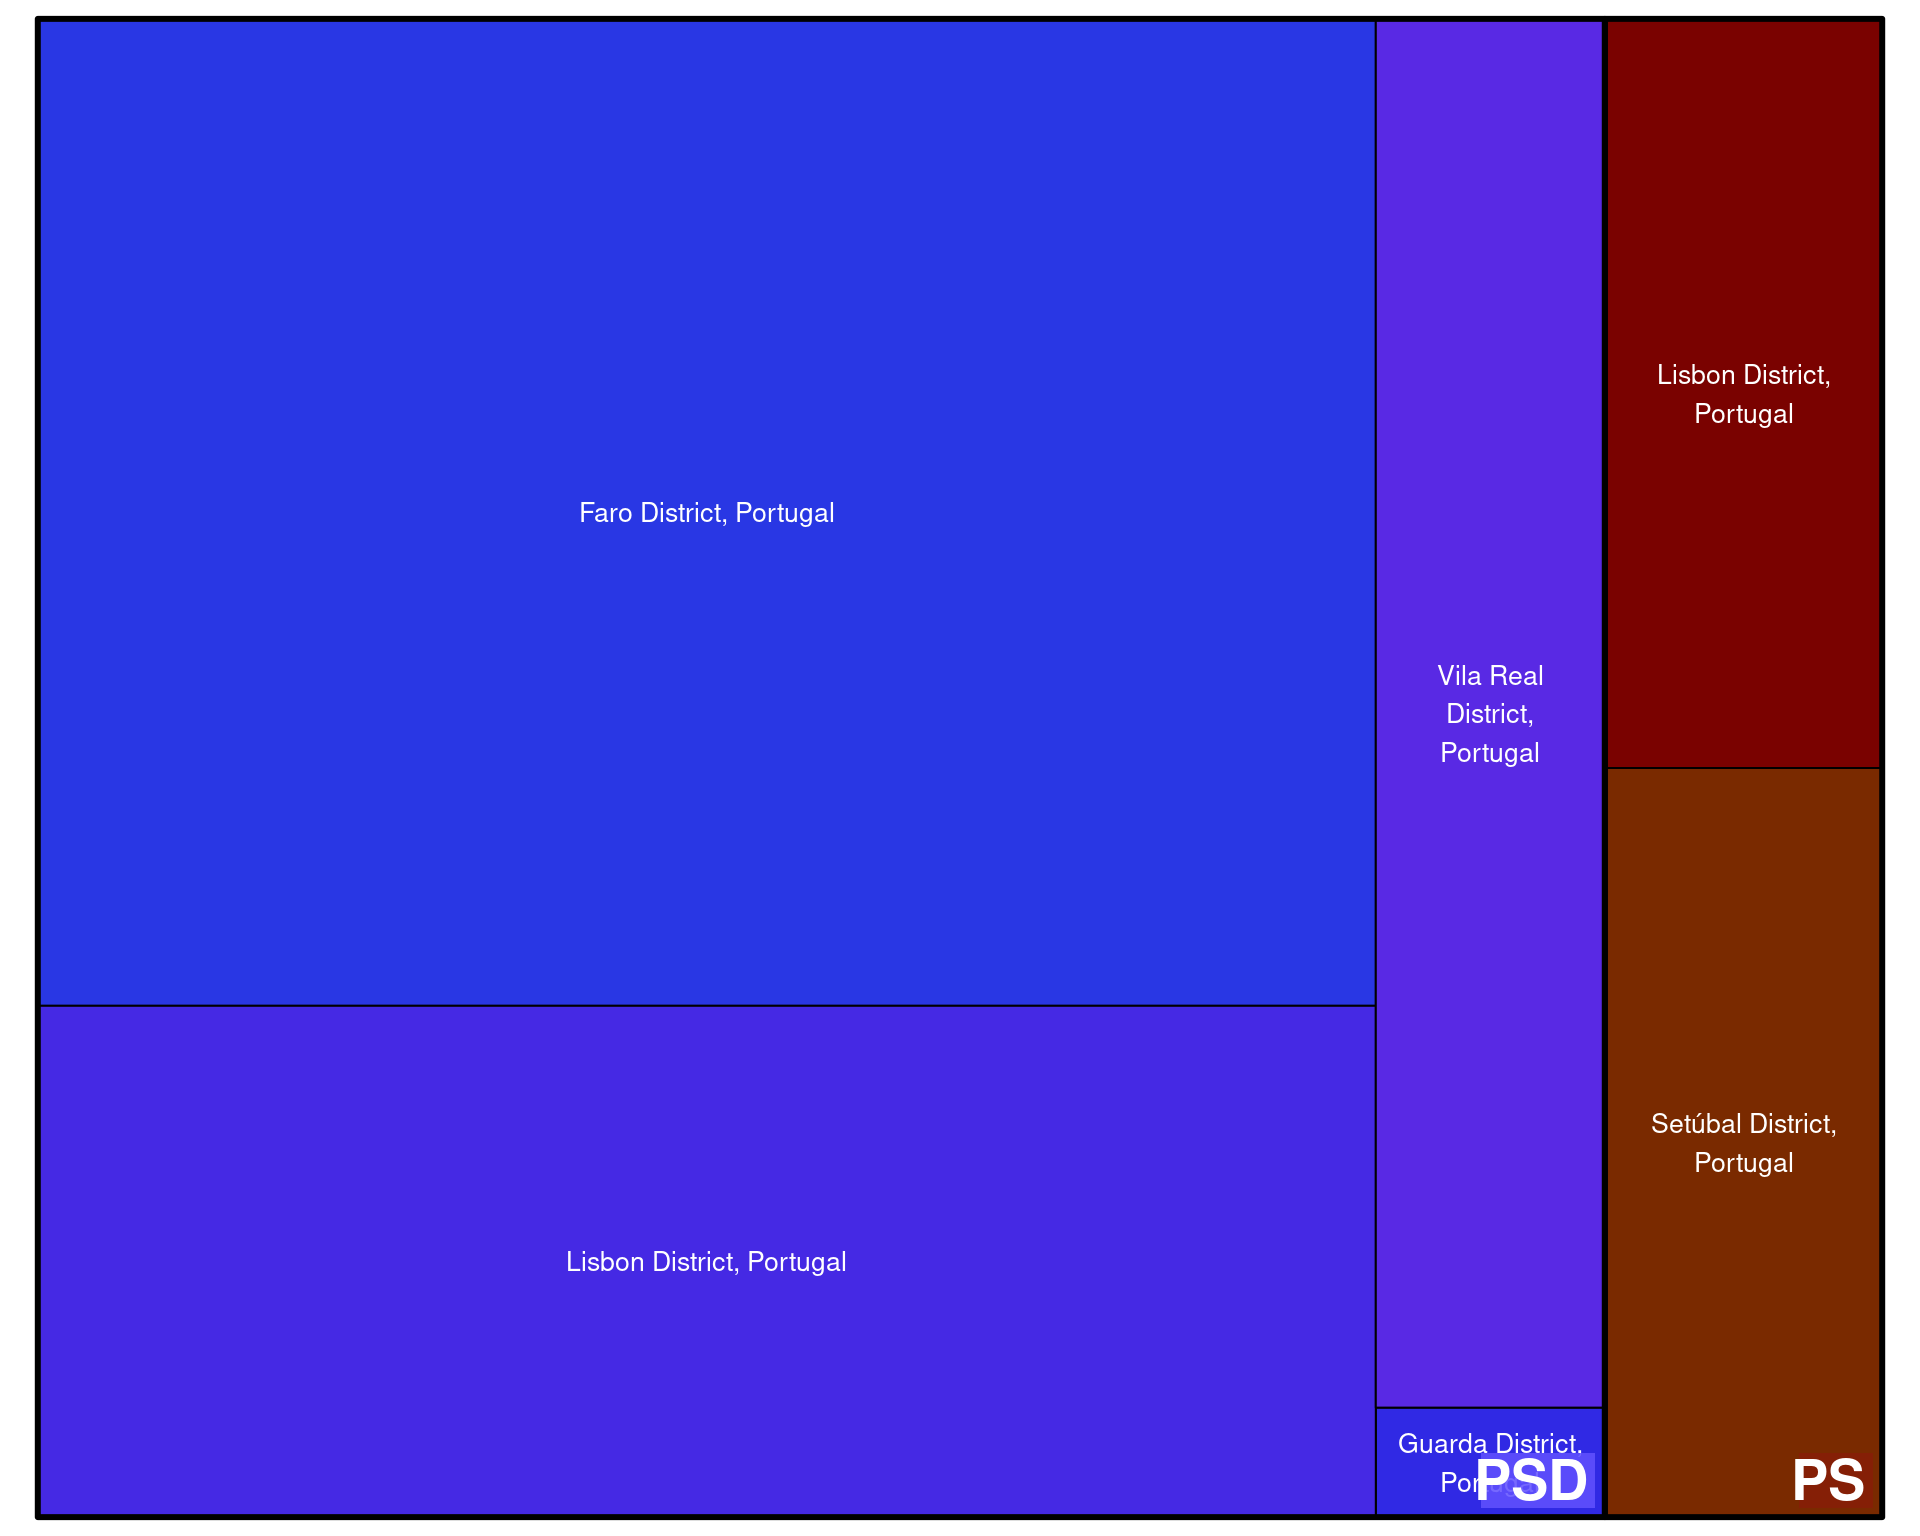 Faro District, Portugal
Lisbon District, Portugal
Vila Real
District,
Portugal
Guarda District,
PSD
Lisbon District,
Portugal
Setúbal District,
Portugal
PS